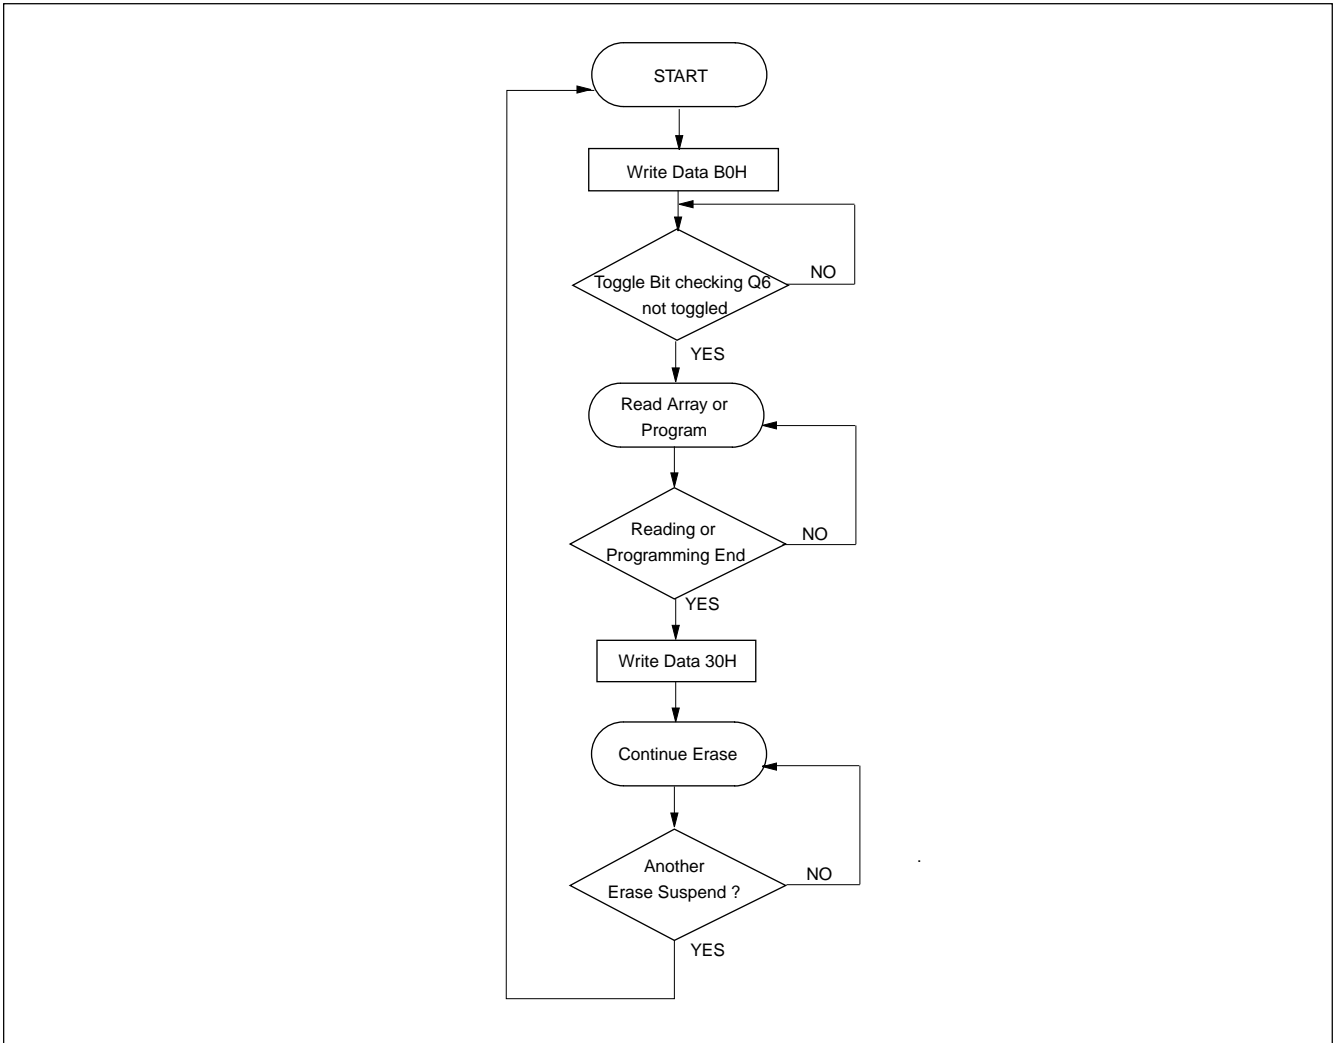 START
Write Data B0H
Toggle Bit checking Q6
not toggled
NO
YES
Read Array or
Program
Reading or
Programming End
NO
YES
Write Data 30H
Continue Erase
Another
Erase Suspend ?
NO
YES
.